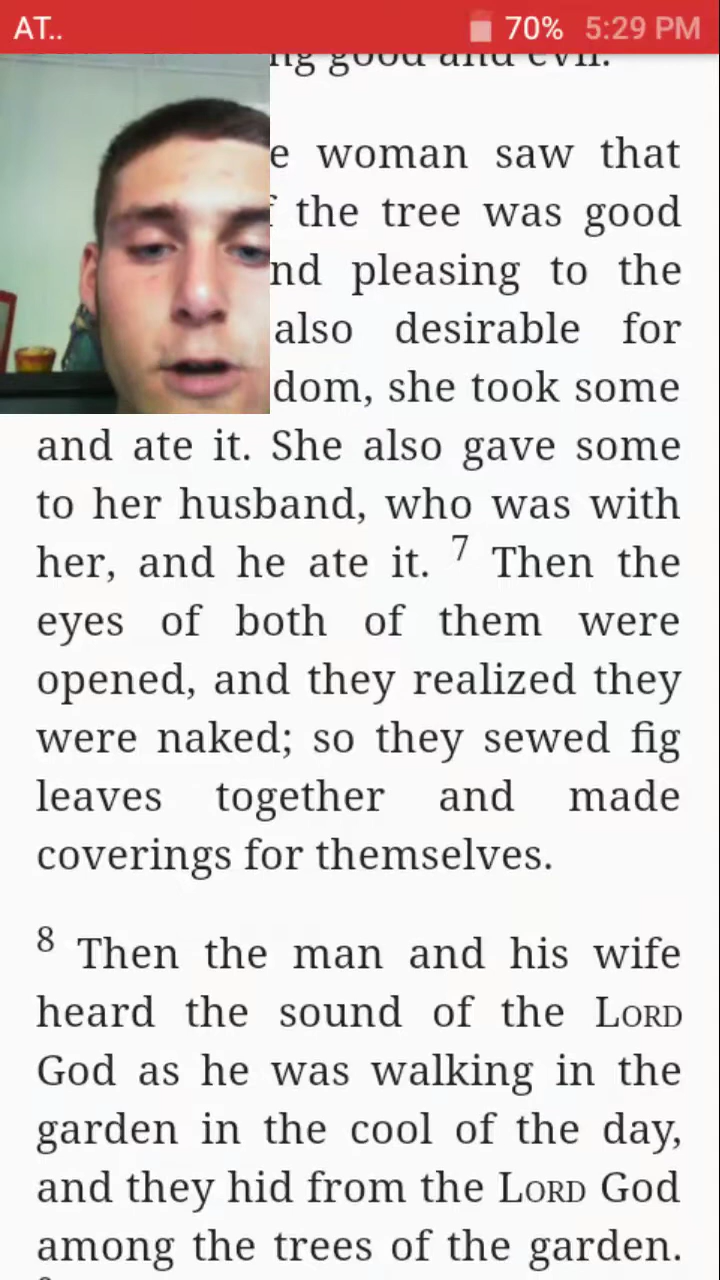 AT.. 70% 5:29 PM
ng good and evil.
woman saw that
the tree was good
pleasing to the
also desirable for
dom, she took some
and ate it. She also gave some
to her husband, who was with
her, and he ate it. 7 Then the
eyes of both of them were
opened, and they realized they
were naked; so they sewed fig
leaves together and made
coverings for themselves.
8 Then the man and his wife
heard the sound of the LORD
God as he was walking in the
garden in the cool of the day,
and they hid from the LORD God
among the trees of the garden.